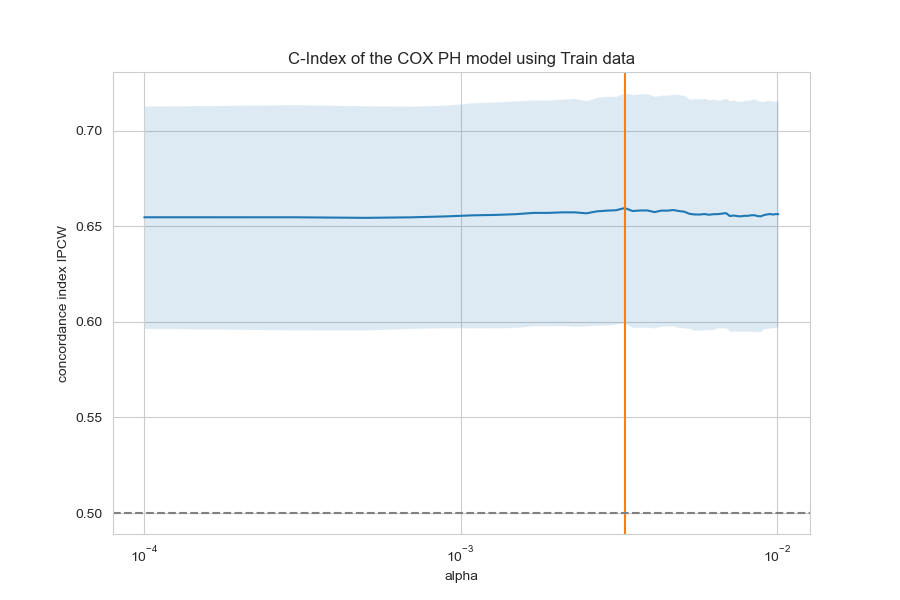 C-Index of the COX PH model using Train data
concordance index IPCW
0.70
0.65
0.60
0.55
0.50
10⁻⁴ 10⁻³ 10⁻²
alpha